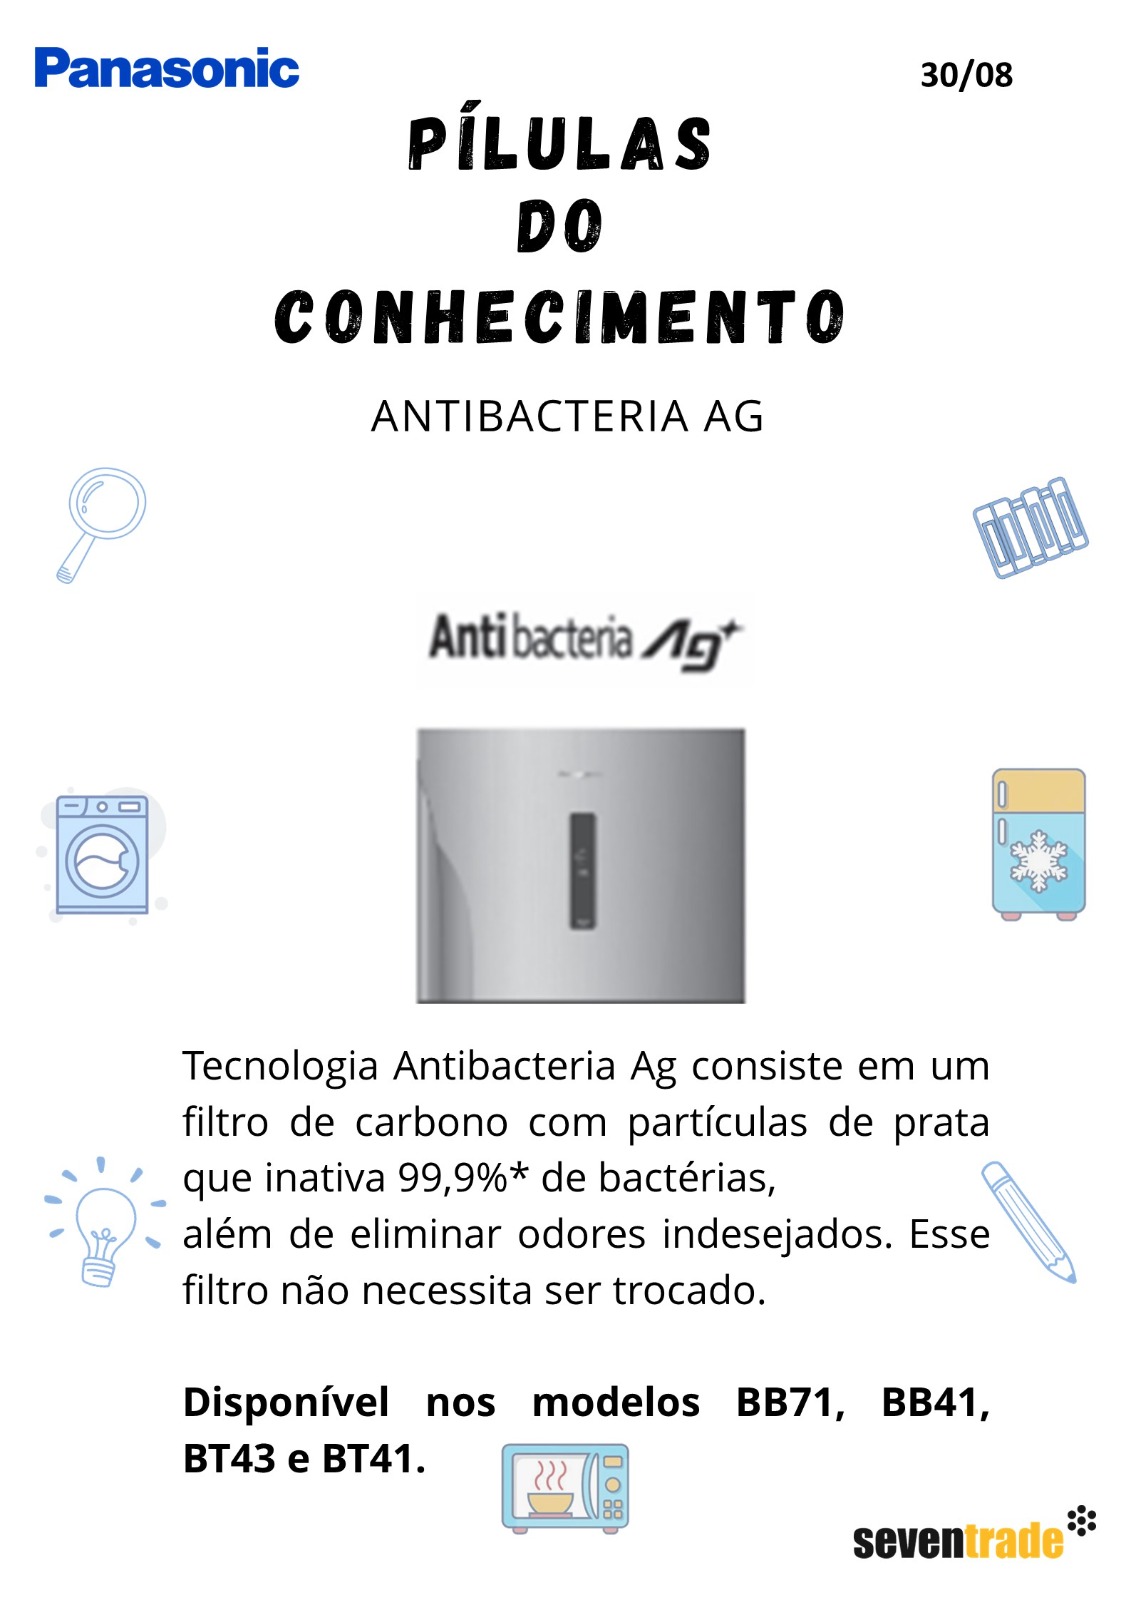 Panasonic
30/08
PÍLULAS
DO
CONHECIMENTO
ANTIBACTERIA AG
Antibacteria Ag+
Tecnologia Antibacteria Ag consiste em um
filtro de carbono com partículas de prata
que inativa 99,9%* de bactérias,
além de eliminar odores indesejados. Esse
filtro não necessita ser trocado.
Disponível nos modelos BB71, BB41,
BT43 e BT41.
seventrade